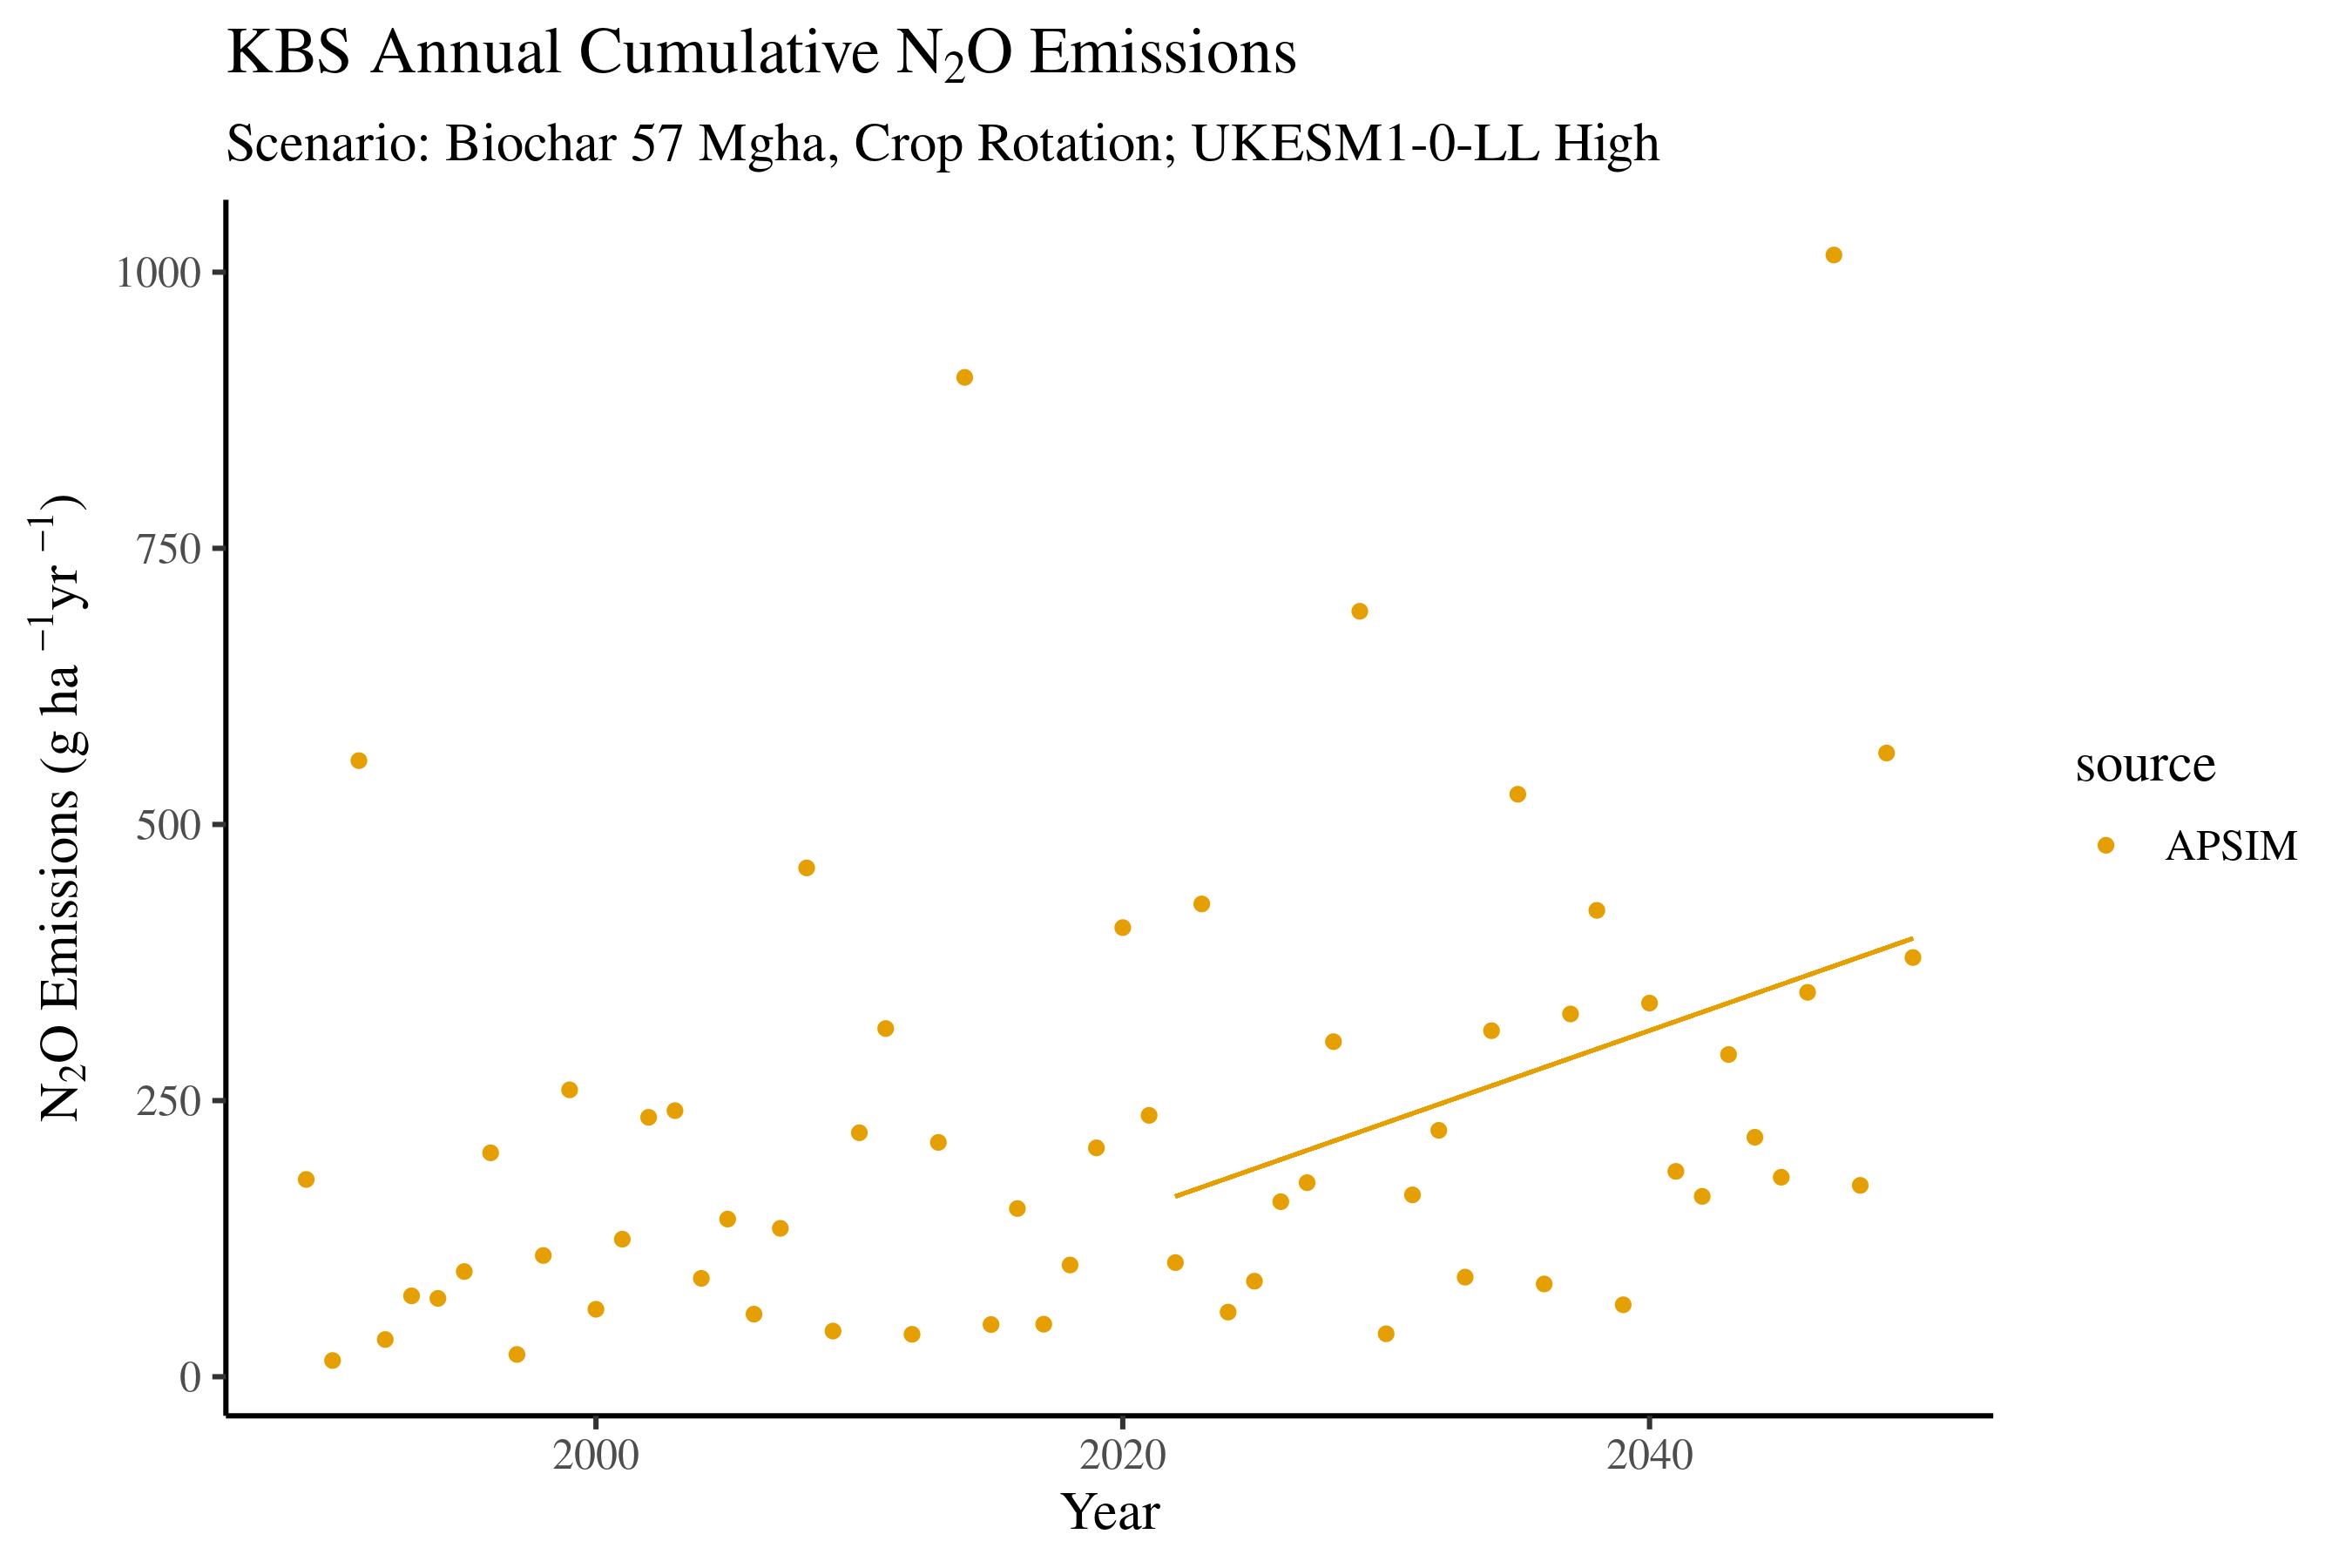 KBS Annual Cumulative N₂O Emissions
Scenario: Biochar 57 Mgha, Crop Rotation; UKESM1-0-LL High
N₂O Emissions (g ha⁻¹yr⁻¹)
1000
750
500
250
0
2000
2020
2040
Year
source
APSIM